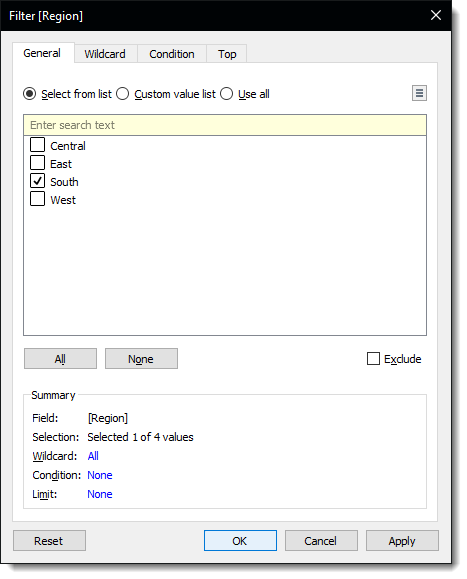 Filter [Region]
General Wildcard Condition Top
Select from list Custom value list Use all
Enter search text
Central
East
South
West
All None Exclude
Summary
Field: [Region]
Selection: Selected 1 of 4 values
Wildcard: All
Condition: None
Limit: None
Reset OK Cancel Apply